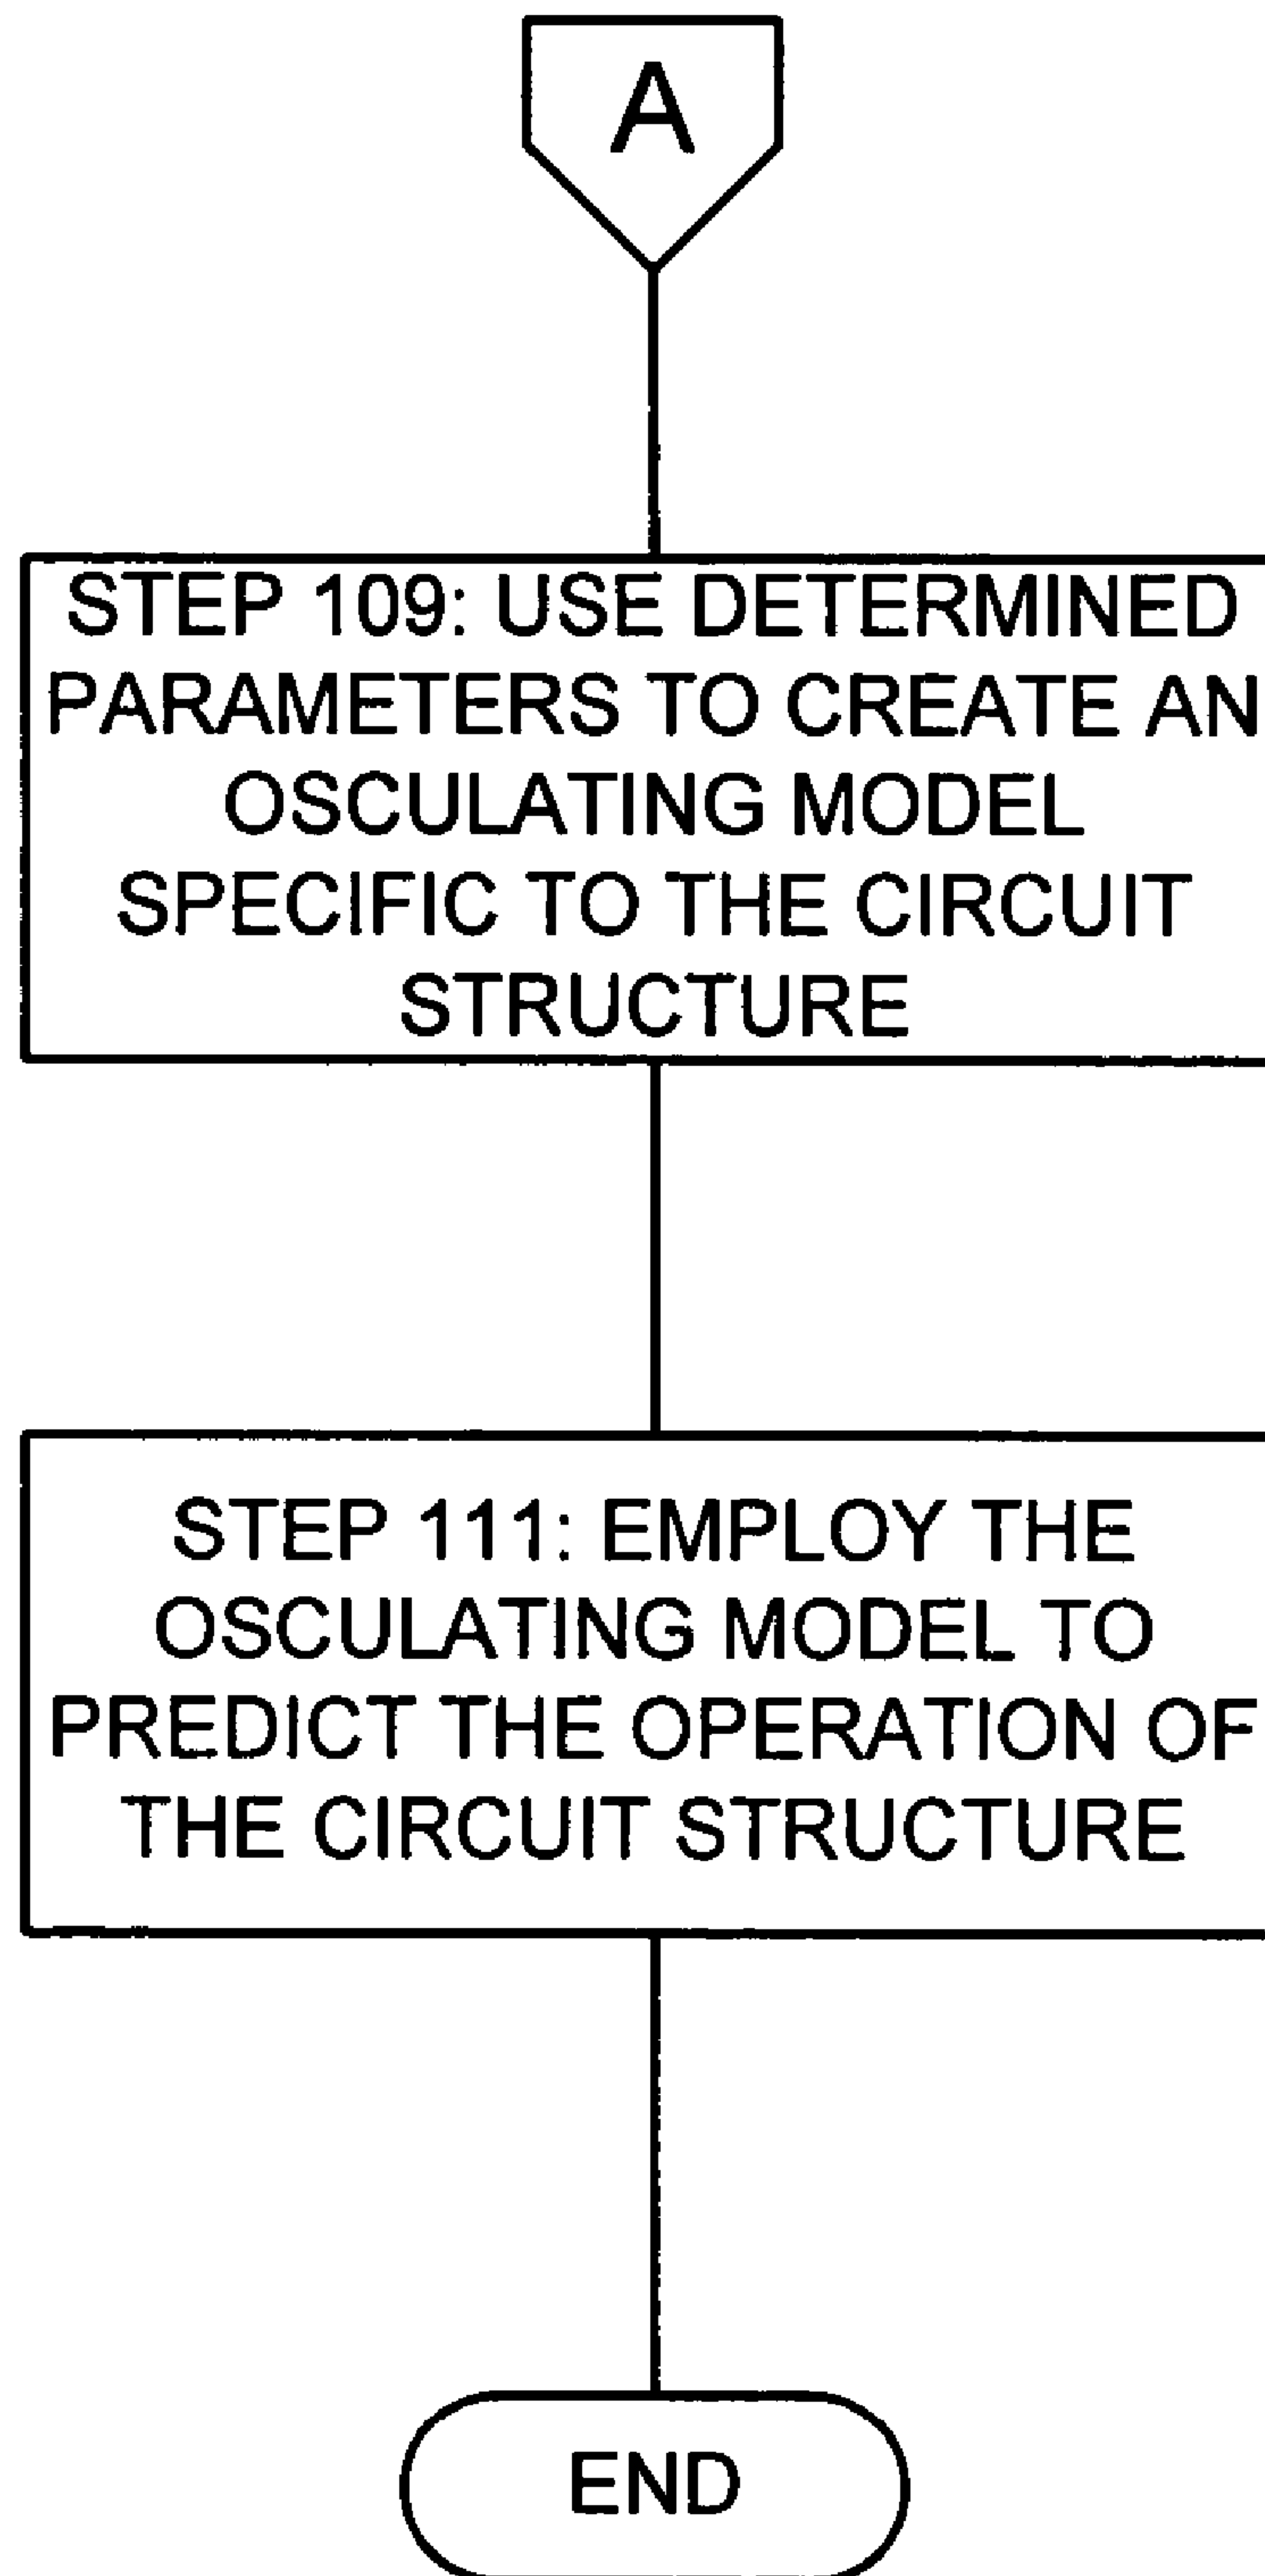 A
STEP 109: USE DETERMINED
PARAMETERS TO CREATE AN
OSCULATING MODEL
SPECIFIC TO THE CIRCUIT
STRUCTURE
STEP 111: EMPLOY THE
OSCULATING MODEL TO
PREDICT THE OPERATION OF
THE CIRCUIT STRUCTURE
END